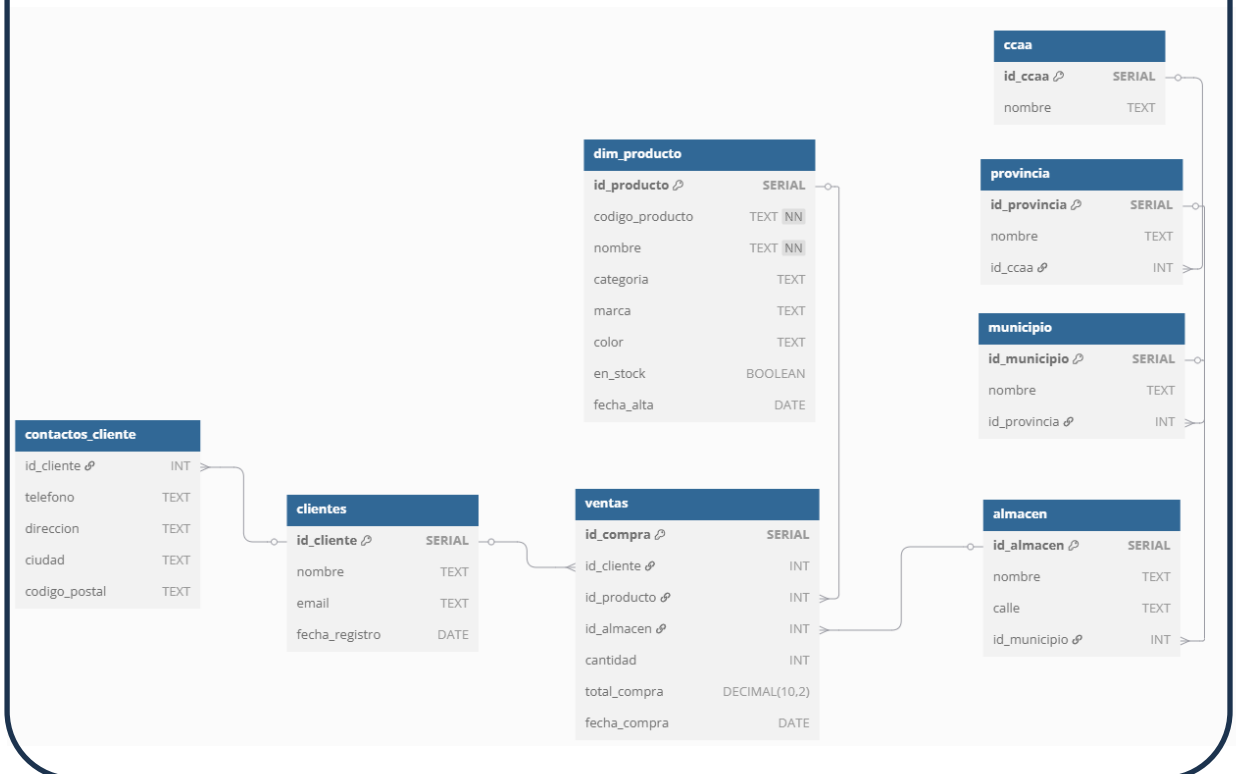 ccaa
id_ccaa SERIAL
nombre TEXT
provincia
id_provincia SERIAL
nombre TEXT
id_ccaa INT
municipio
id_municipio SERIAL
nombre TEXT
id_provincia INT
dim_producto
id_producto SERIAL
codigo_producto TEXT NN
nombre TEXT NN
categoria TEXT
marca TEXT
color TEXT
en_stock BOOLEAN
fecha_alta DATE
contactos_cliente
id_cliente INT
telefono TEXT
direccion TEXT
ciudad TEXT
codigo_postal TEXT
clientes
id_cliente SERIAL
nombre TEXT
email TEXT
fecha_registro DATE
ventas
id_compra SERIAL
id_cliente INT
id_producto INT
id_almacen INT
cantidad INT
total_compra DECIMAL(10,2)
fecha_compra DATE
almacen
id_almacen SERIAL
nombre TEXT
calle TEXT
id_municipio INT